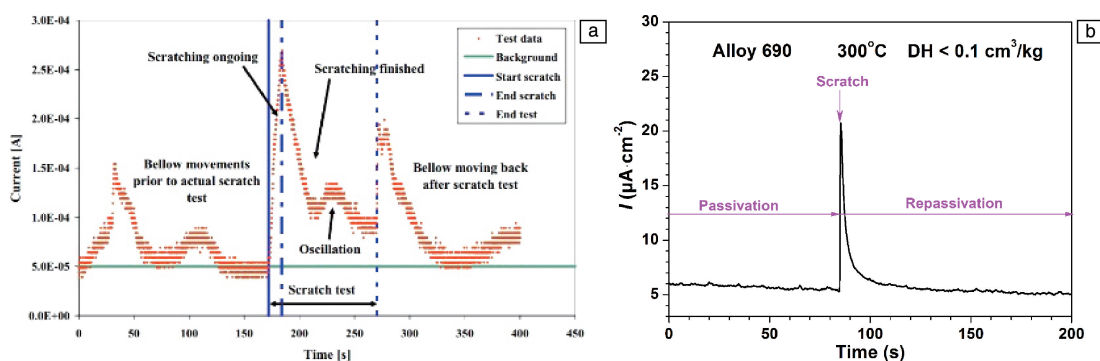 a
3.0E-04
2.5E-04
2.0E-04
1.5E-04
1.0E-04
5.0E-05
0.0E+00
Current [A]
0 50 100 150 200 250 300 350 400 450
Time [s]
Scratching ongoing
Scratching finished
Bellow movements
prior to actual scratch
test
Oscillation
Scratch test
Bellow moving back
after scratch test
Test data
Background
Start scratch
End scratch
End test
b
Alloy 690 300°C DH < 0.1 cm³/kg
Scratch
Passivation Repassivation
30
25
20
15
10
5
I (μA·cm⁻²)
0 50 100 150 200
Time (s)